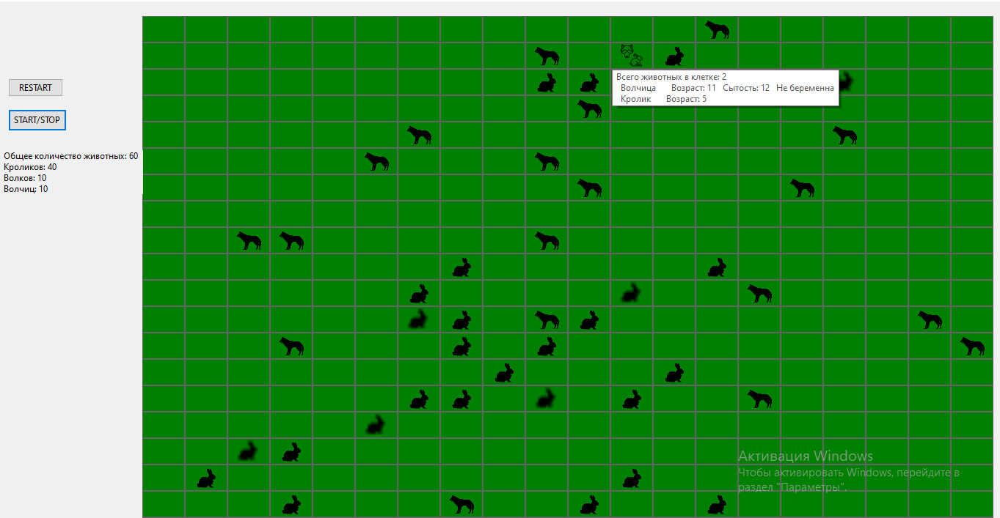 RESTART
START/STOP
Общее количество животных: 60
Кроликов: 40
Волков: 10
Волчиц: 10
Всего животных в клетке: 2
Волчица Возраст: 11 Сытость: 12 Не беременна
Кролик Возраст: 5
Активация Windows
Чтобы активировать Windows, перейдите в
раздел "Параметры".